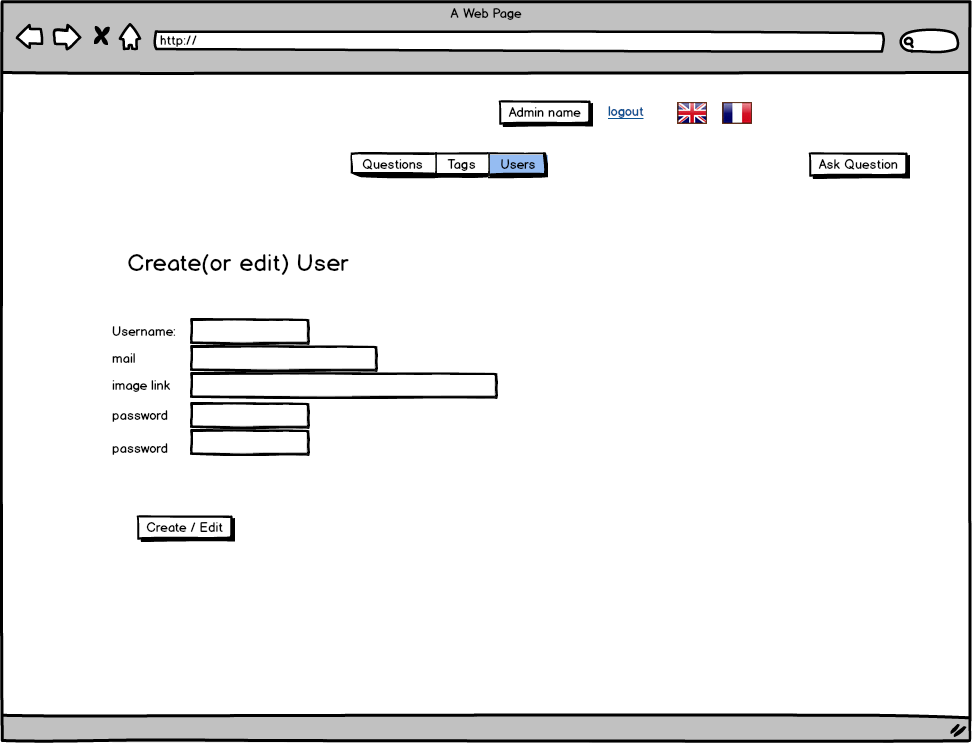 A Web Page
http://
Admin name logout
Questions Tags Users Ask Question
Create(or edit) User
Username:
mail
image link
password
password
Create / Edit